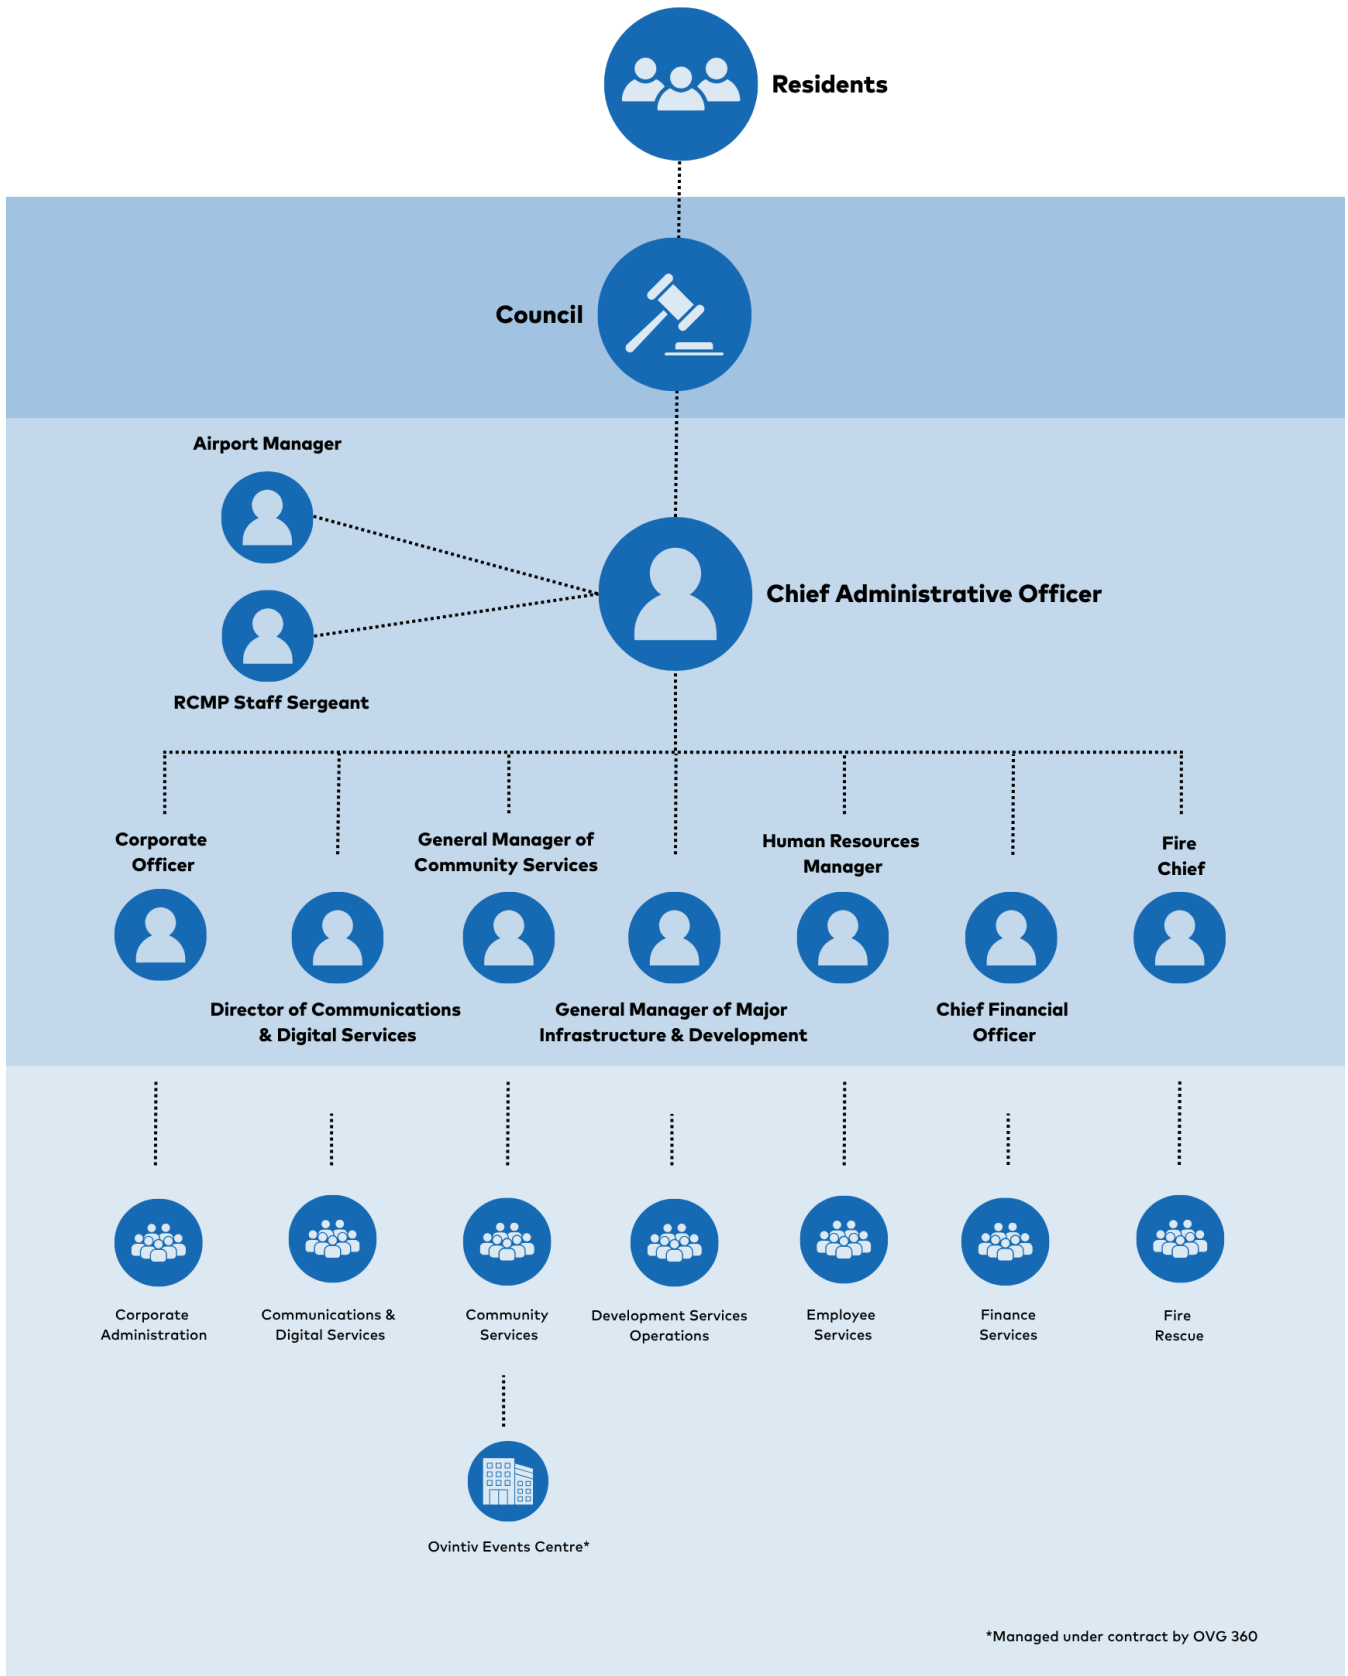 Residents
Council
Airport Manager
Chief Administrative Officer
RCMP Staff Sergeant
Corporate
Officer
General Manager of
Community Services
Human Resources
Manager
Fire
Chief
Director of Communications
& Digital Services
General Manager of Major
Infrastructure & Development
Chief Financial
Officer
Corporate
Administration
Communications &
Digital Services
Community
Services
Development Services
Operations
Employee
Services
Finance
Services
Fire
Rescue
Ovintiv Events Centre*
*Managed under contract by OVG 360